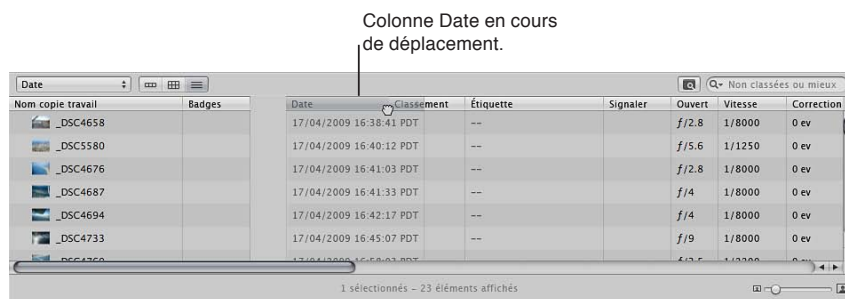 Colonne Date en cours
de déplacement.
Date Non classées ou mieux
Nom copie travail Badges Date Classement Étiquette Signaler Ouvert Vitesse Correction
_DSC4658 17/04/2009 16:38:41 PDT -- ƒ/2.8 1/8000 0 ev
_DSC5580 17/04/2009 16:40:12 PDT -- ƒ/5.6 1/1250 0 ev
_DSC4676 17/04/2009 16:41:03 PDT ƒ/2.8 1/8000 0 ev
_DSC4687 17/04/2009 16:41:33 PDT -- ƒ/4 1/8000 0 ev
_DSC4694 17/04/2009 16:42:17 PDT -- ƒ/4 1/8000 0 ev
_DSC4733 17/04/2009 16:45:07 PDT -- ƒ/9 1/8000 0 ev
1 sélectionnés – 23 éléments affichés